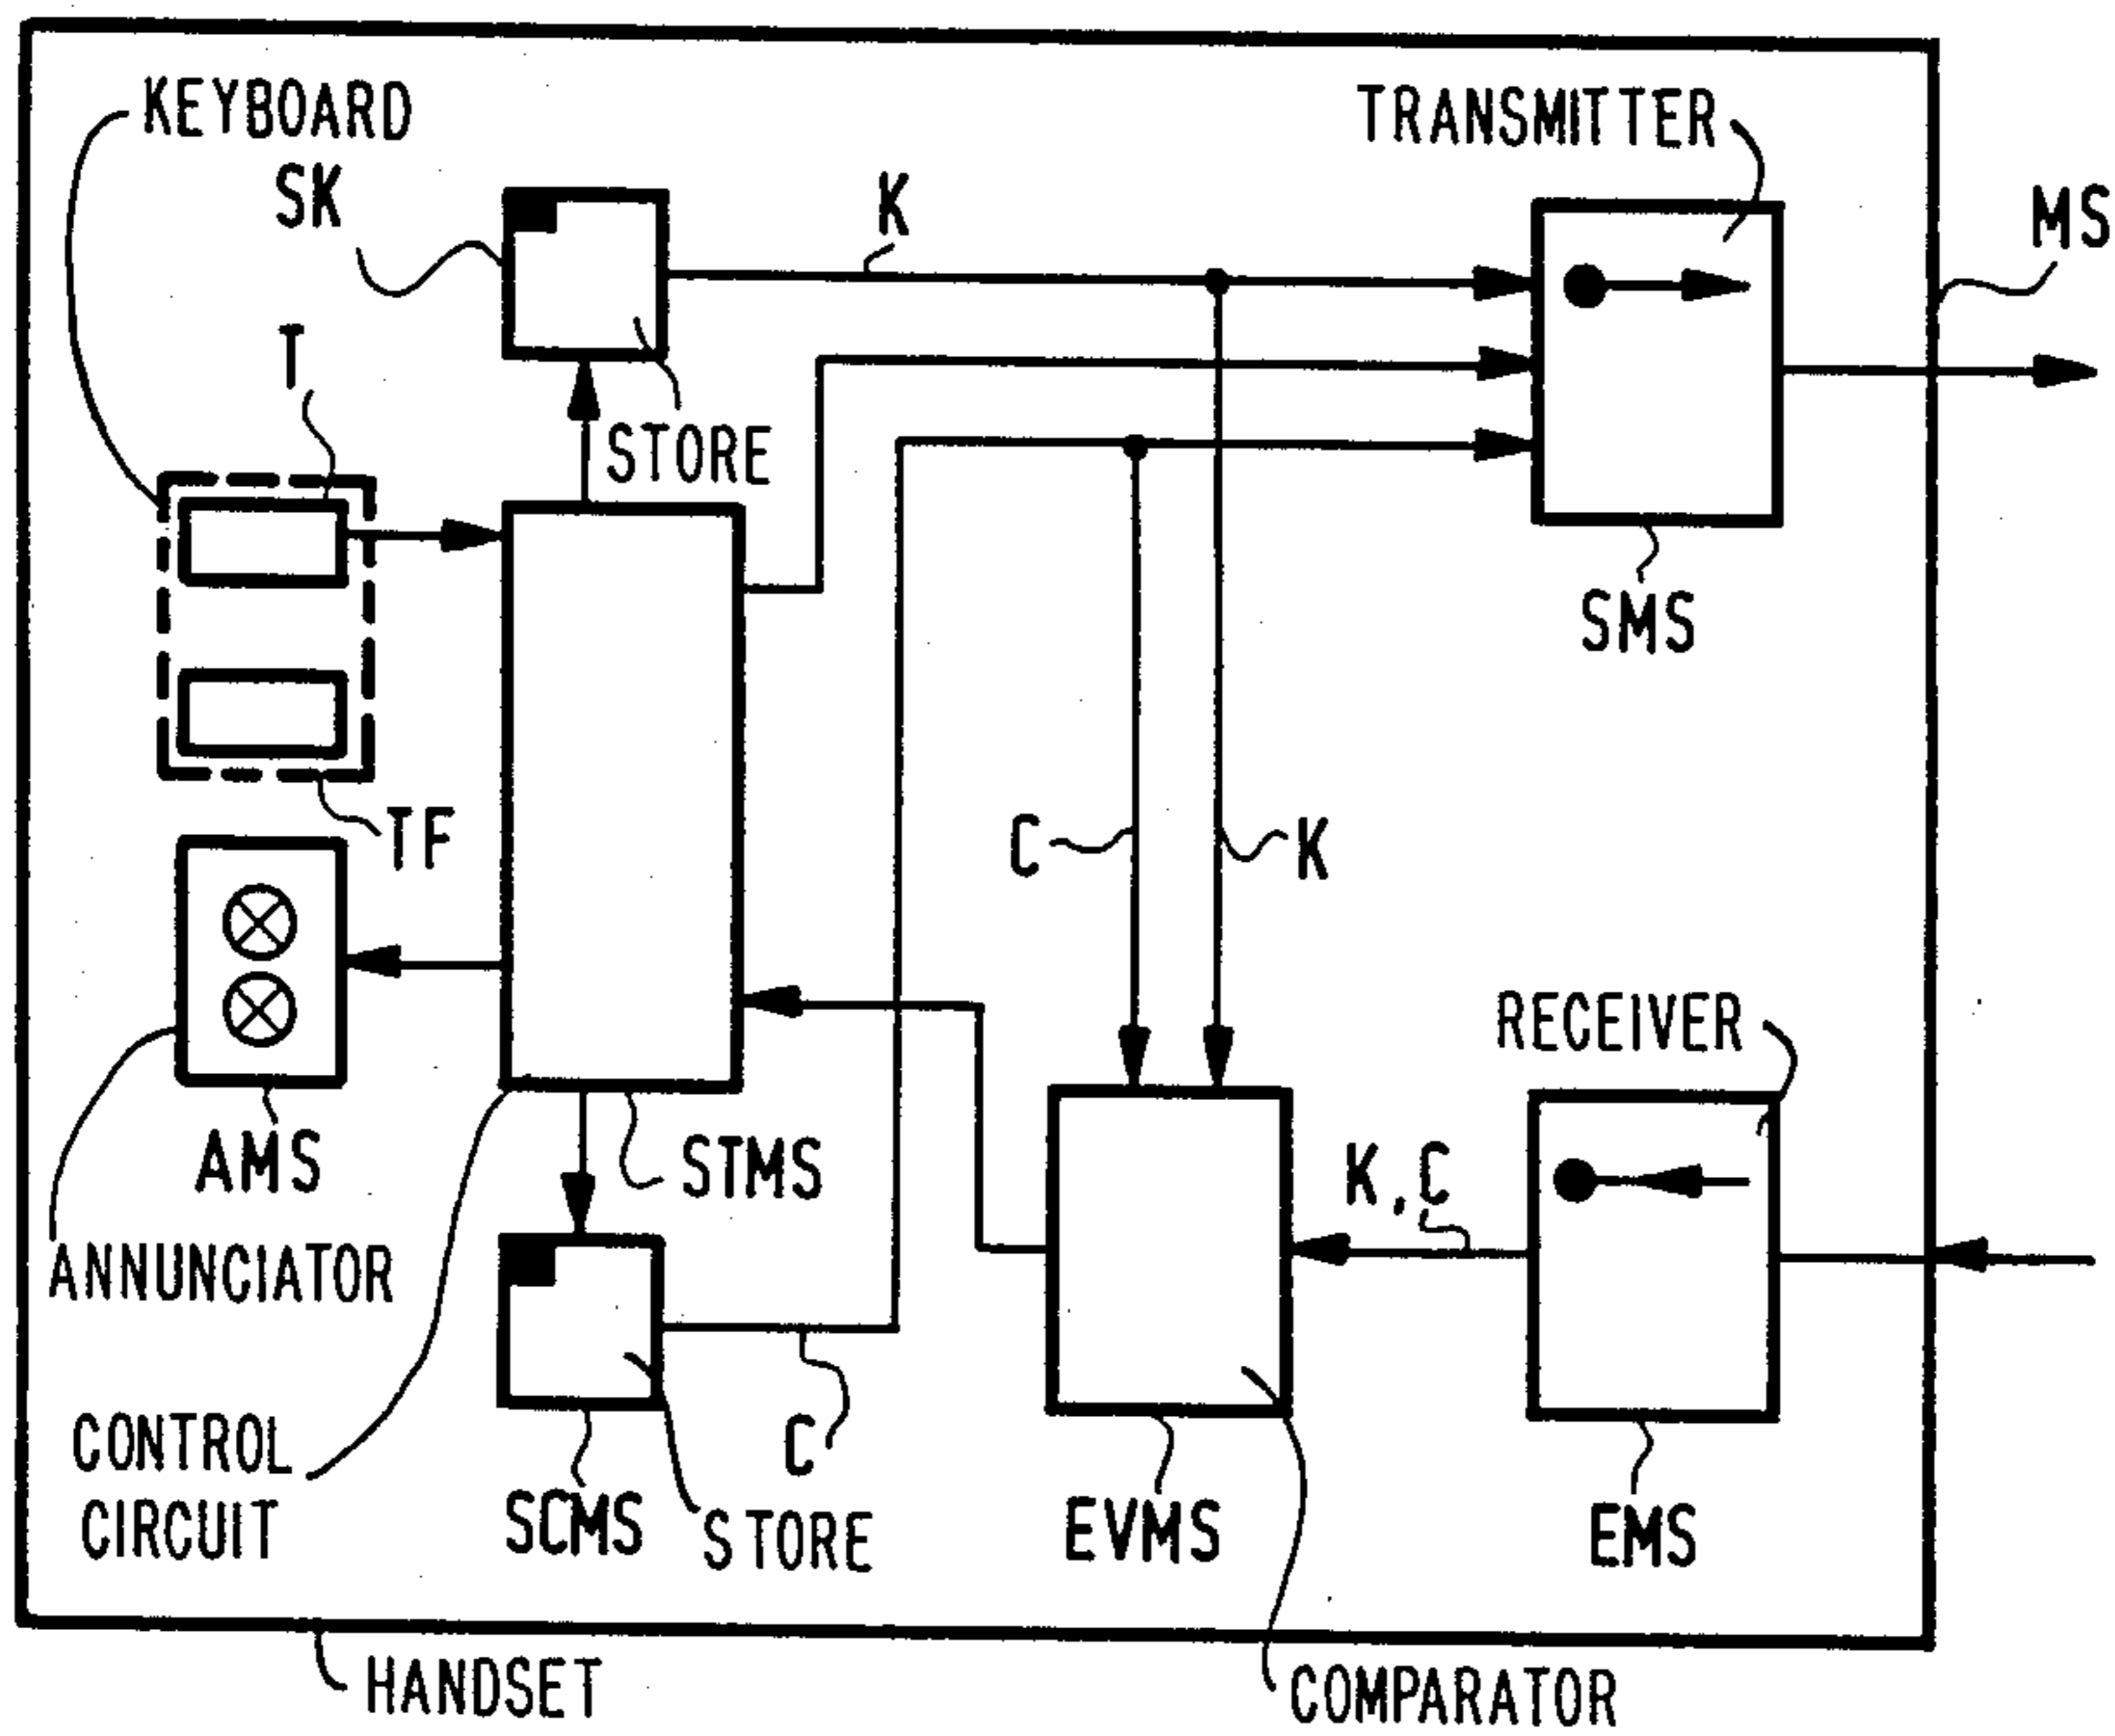 KEYBOARD
TRANSMITTER
SK
K
MS
T
STORE
SMS
TF
C
K
RECEIVER
AMS
STMS
K,C
ANNUNCIATOR
C
CONTROL
CIRCUIT
SCMS
STORE
EVMS
EMS
HANDSET
COMPARATOR